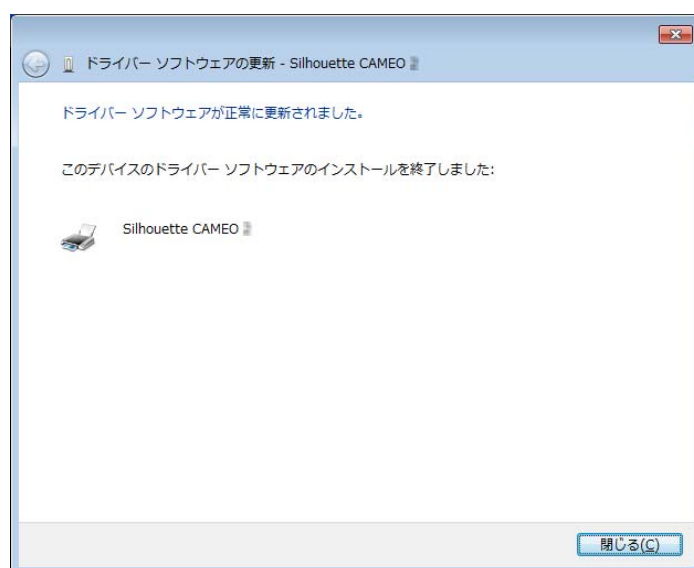 ドライバー ソフトウェアの更新 - Silhouette CAMEO
ドライバー ソフトウェアが正常に更新されました。
このデバイスのドライバー ソフトウェアのインストールを終了しました:
Silhouette CAMEO
閉じる(C)